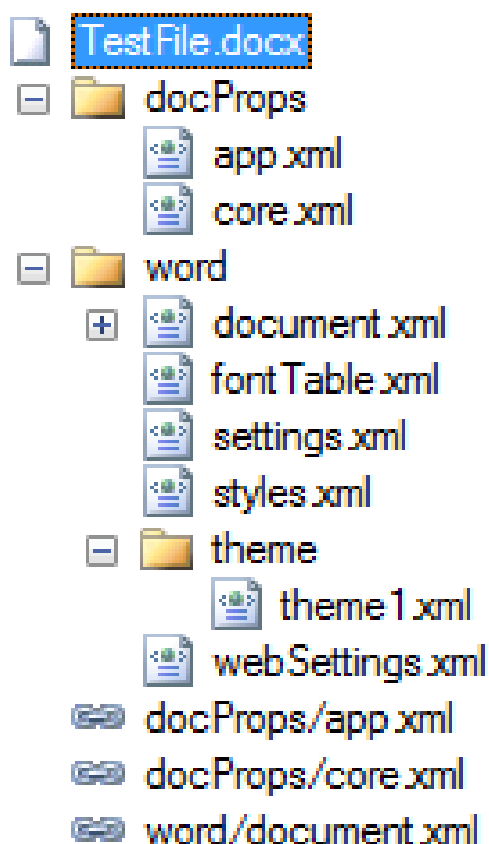 TestFile.docx
docProps
app.xml
core.xml
word
document.xml
fontTable.xml
settings.xml
styles.xml
theme
theme1.xml
webSettings.xml
docProps/app.xml
docProps/core.xml
word/document.xml